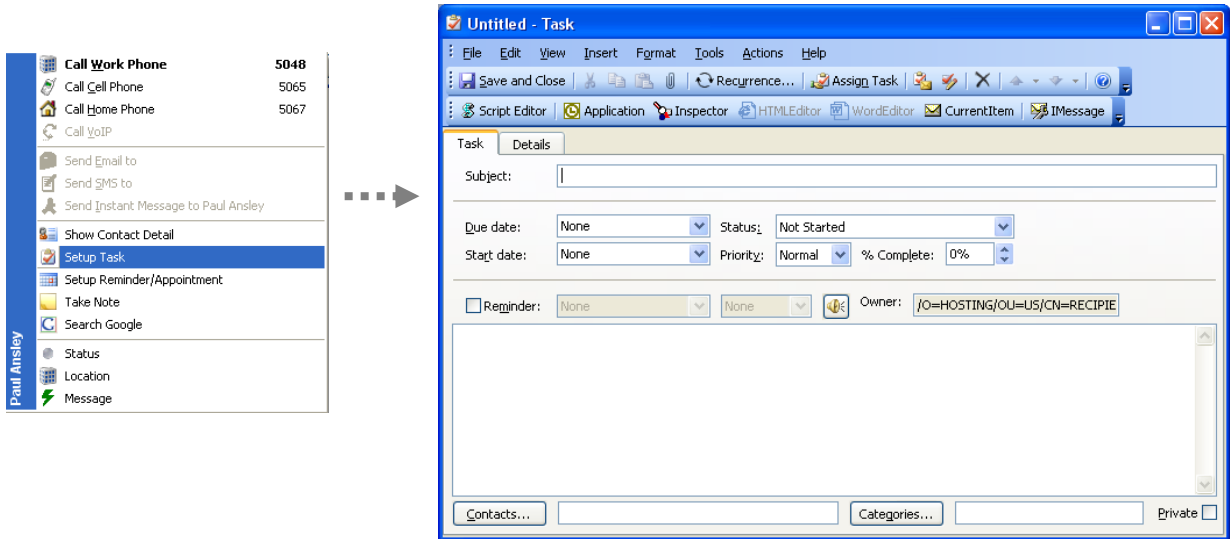 Call Work Phone 5048
Call Cell Phone 5065
Call Home Phone 5067
Call VoIP
Send Email to
Send SMS to
Send Instant Message to Paul Ansley
Show Contact Detail
Setup Task
Setup Reminder/Appointment
Take Note
Search Google
Status
Location
Message
Paul Ansley
Untitled - Task
File Edit View Insert Format Tools Actions Help
Save and Close Recurrence... Assign Task
Script Editor Application Inspector HTMLEditor WordEditor CurrentItem IMessage
Task Details
Subject:
Due date: None Status: Not Started
Start date: None Priority: Normal % Complete: 0%
Reminder: None None Owner: /O=HOSTING/OU=US/CN=RECIPIE
Contacts... Categories... Private